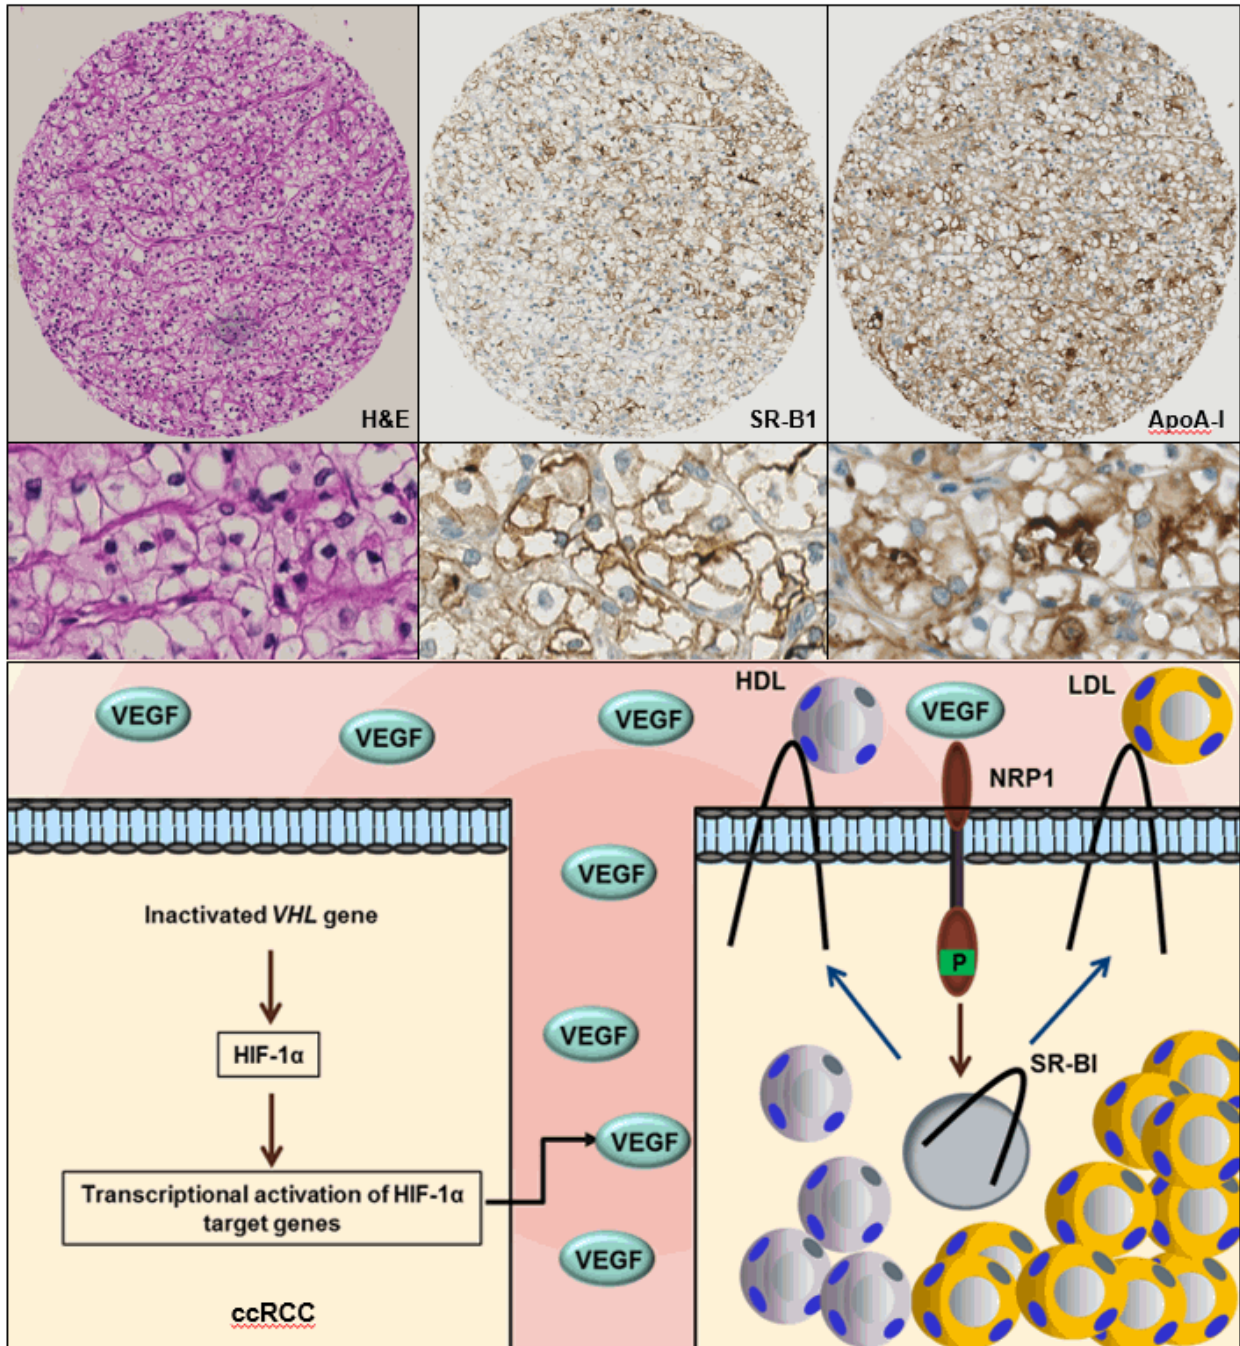 H&E
SR-B1
ApoA-I
VEGF
VEGF
VEGF
HDL
VEGF
LDL
NRP1
VEGF
Inactivated VHL gene
P
VEGF
HIF-1α
SR-BI
VEGF
Transcriptional activation of HIF-1α
target genes
VEGF
ccRCC